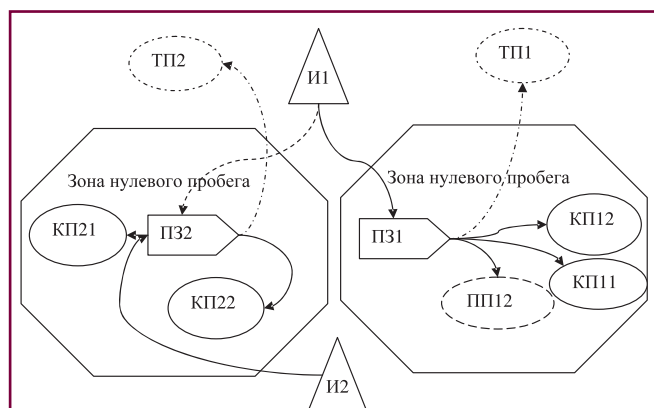 ТП2
И1
ТП1
Зона нулевого пробега
Зона нулевого пробега
КП21
ПЗ2
ПЗ1
КП12
КП22
ПП12
КП11
И2